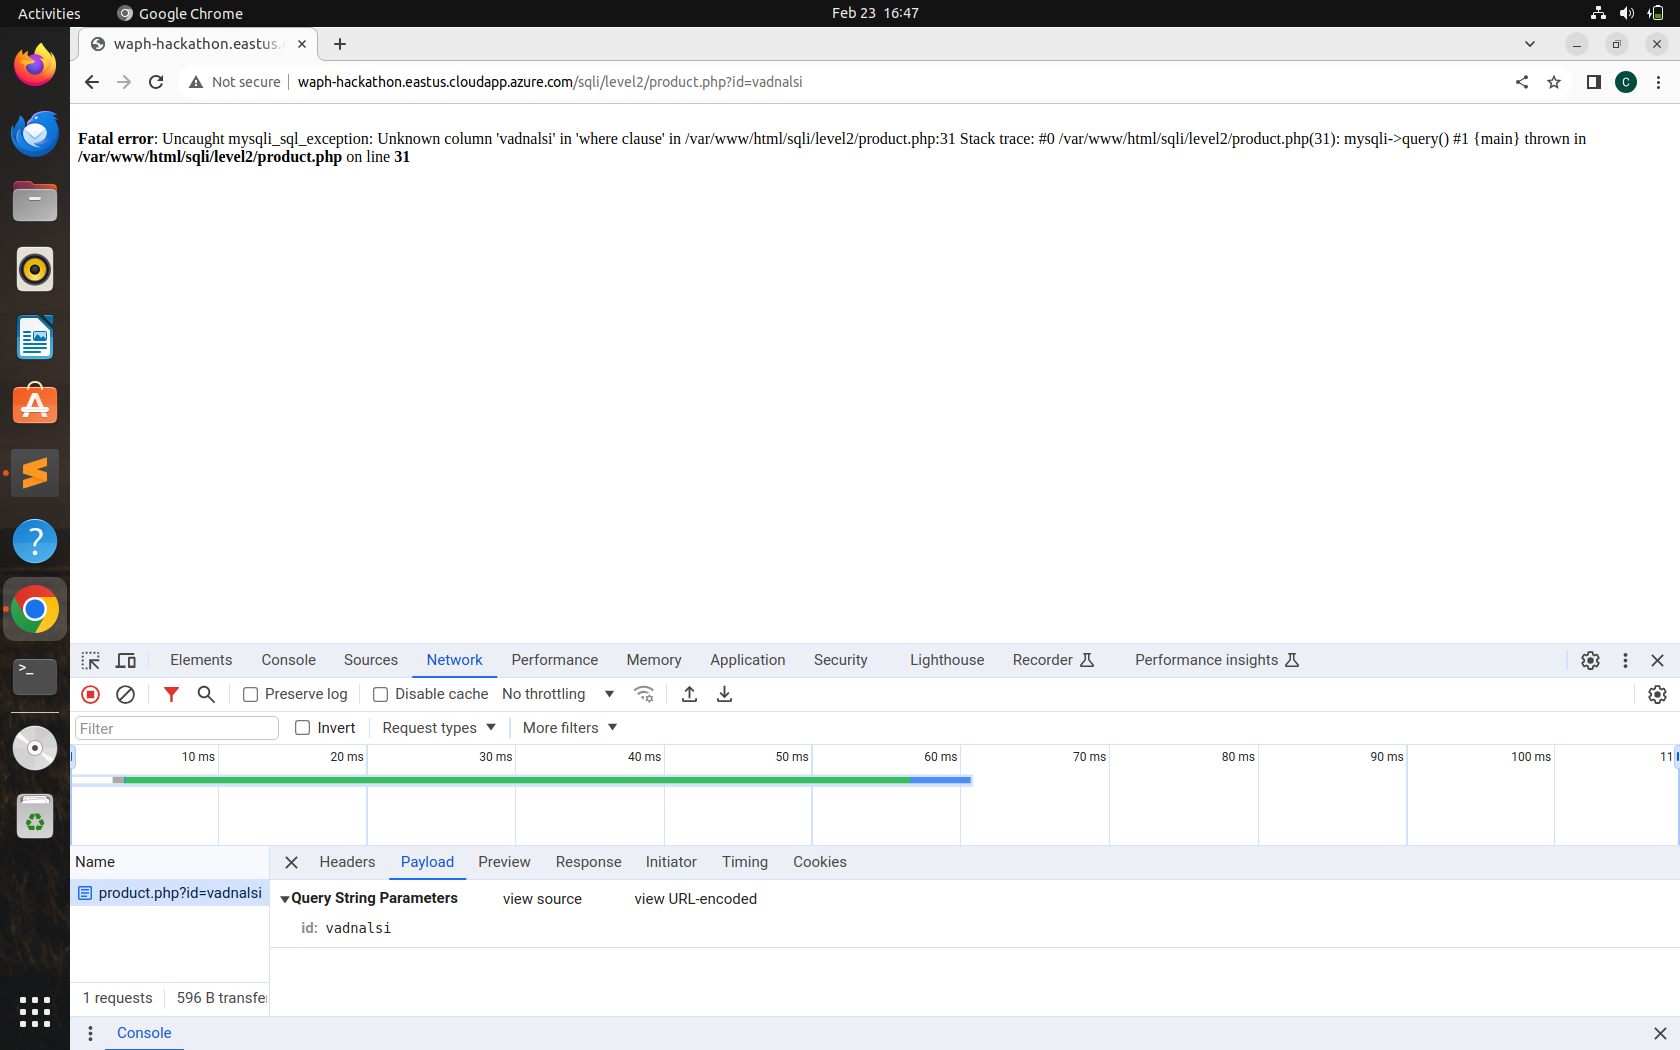 Activities Google Chrome Feb 23 16:47
waph-hackathon.eastus.
Not secure waph-hackathon.eastus.cloudapp.azure.com/sqli/level2/product.php?id=vadnalsi C
Fatal error: Uncaught mysqli_sql_exception: Unknown column 'vadnalsi' in 'where clause' in /var/www/html/sqli/level2/product.php:31 Stack trace: #0 /var/www/html/sqli/level2/product.php(31): mysqli->query() #1 {main} thrown in
/var/www/html/sqli/level2/product.php on line 31
Elements Console Sources Network Performance Memory Application Security Lighthouse Recorder Performance insights
Preserve log Disable cache No throttling
Filter Invert Request types More filters
10 ms 20 ms 30 ms 40 ms 50 ms 60 ms 70 ms 80 ms 90 ms 100 ms 11
Name Headers Payload Preview Response Initiator Timing Cookies
product.php?id=vadnalsi Query String Parameters view source view URL-encoded
id: vadnalsi
1 requests 596 B transfe
Console